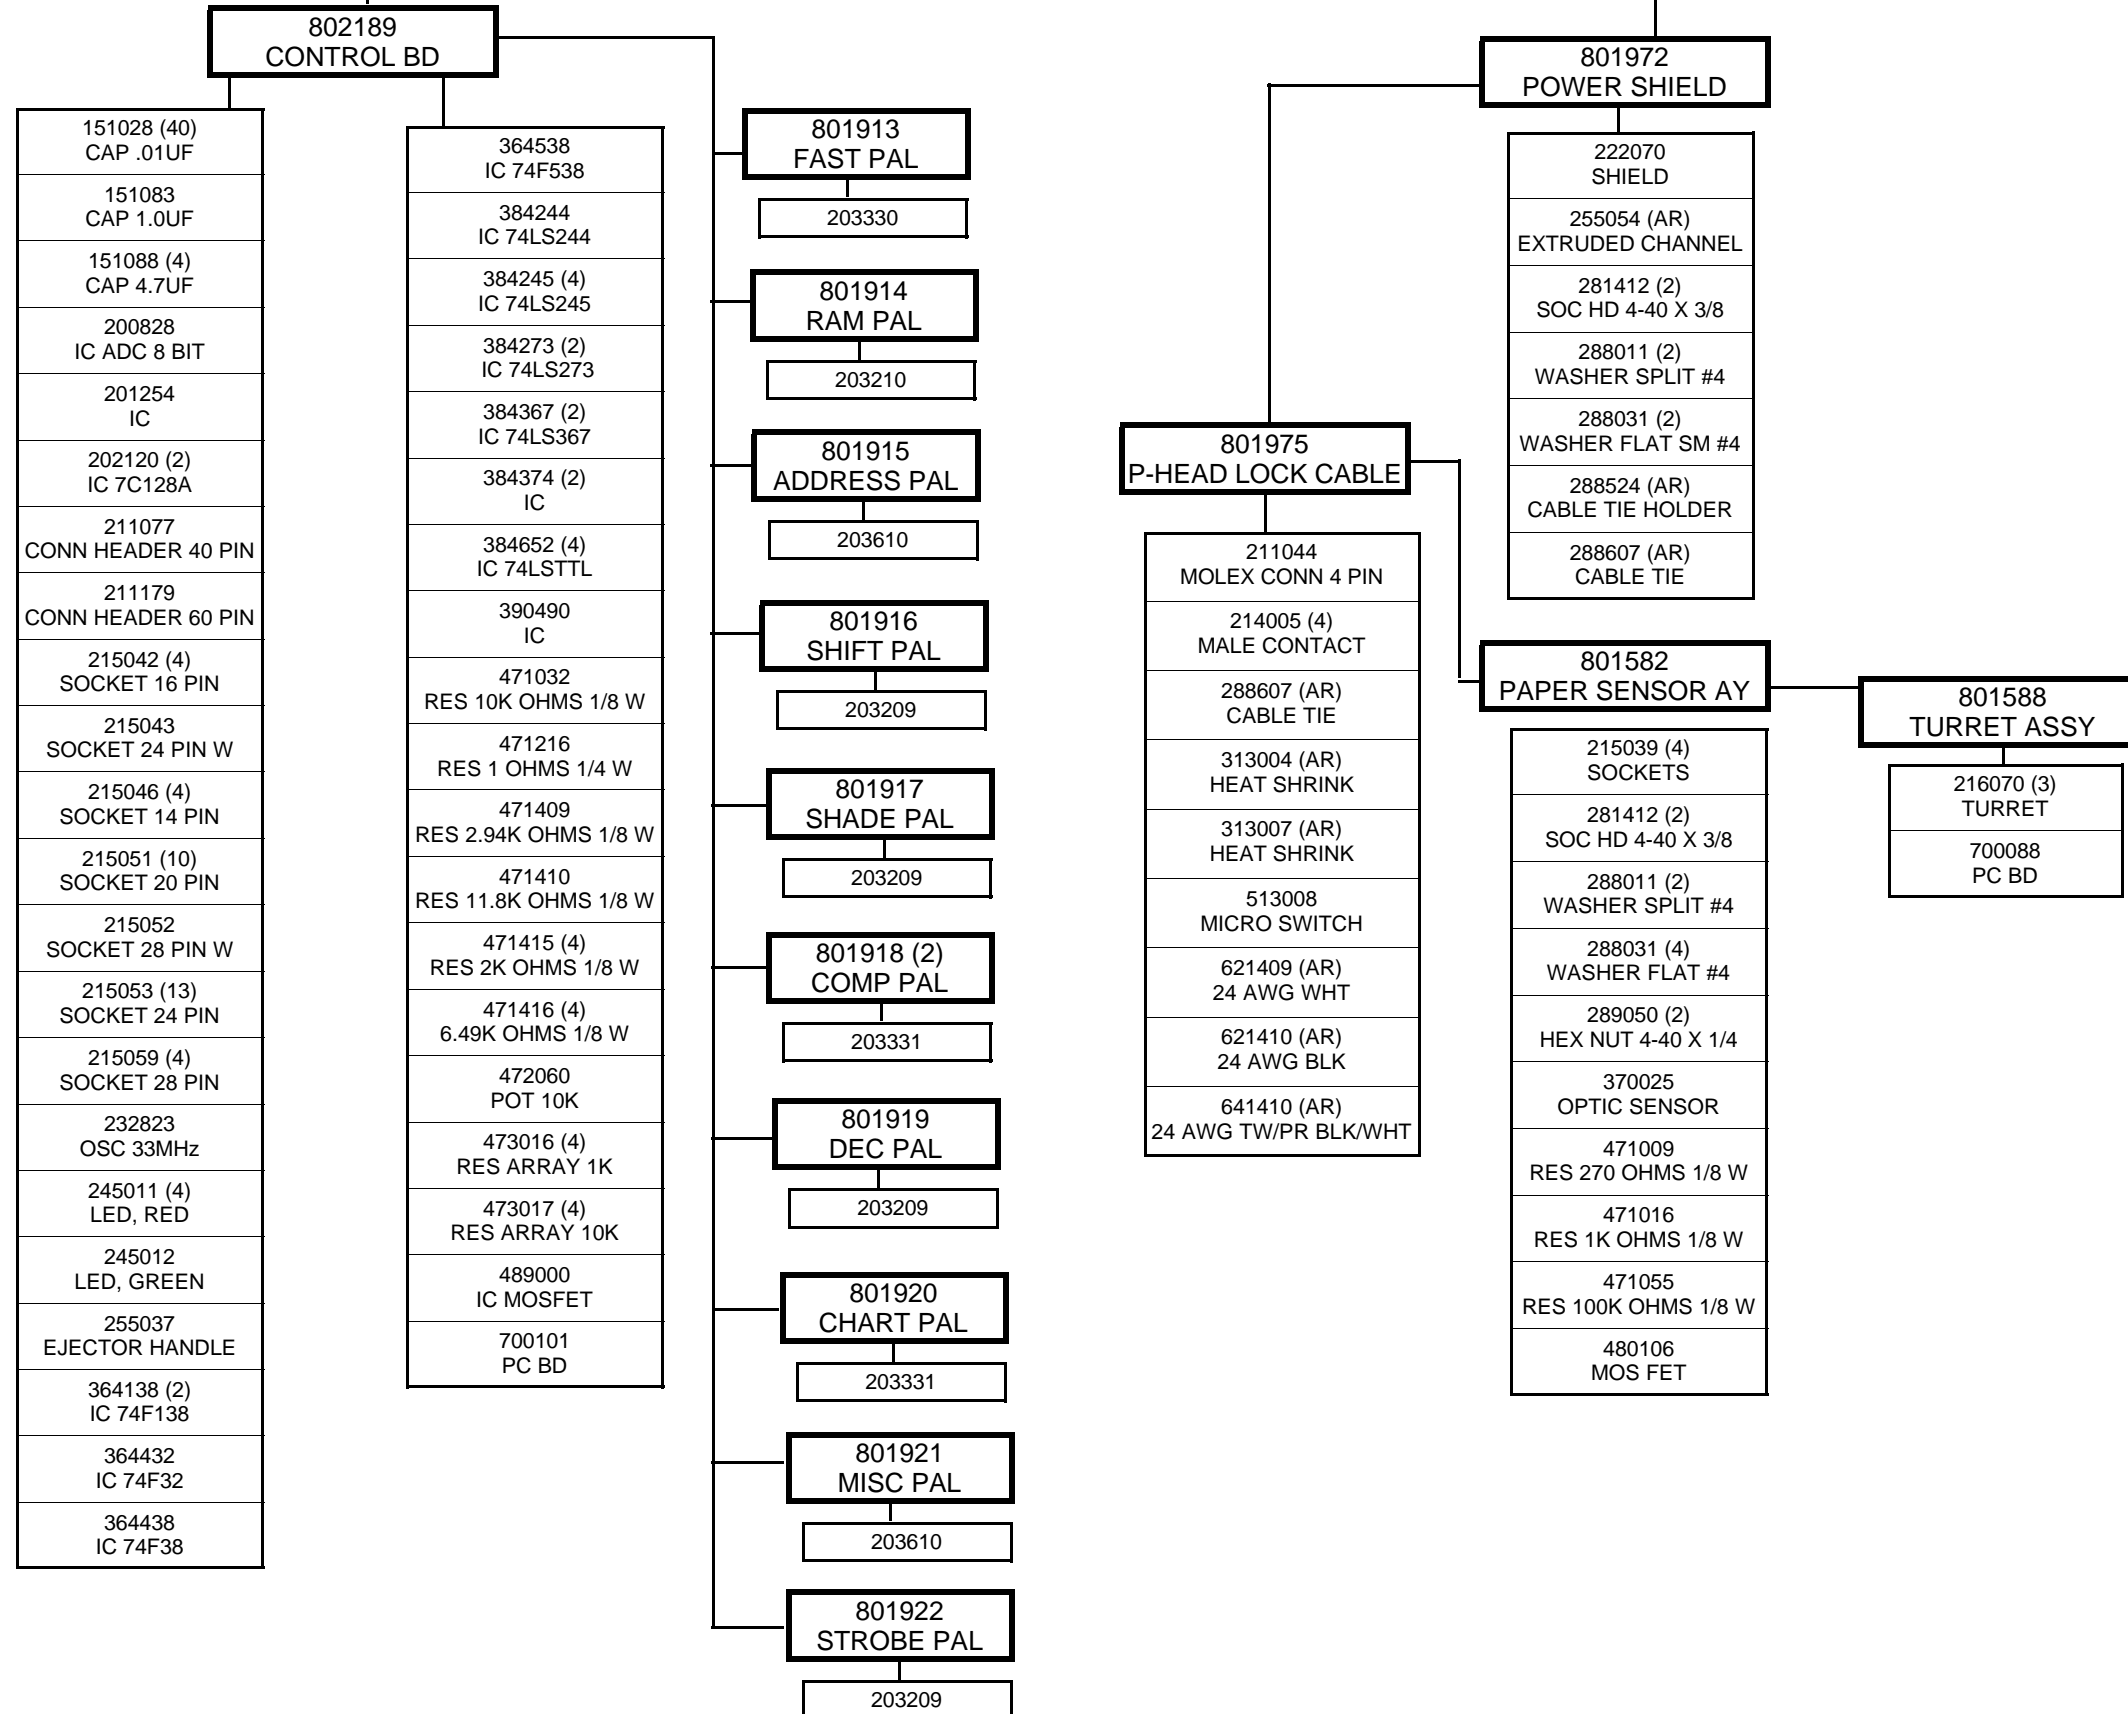 802189
CONTROL BD
151028 (40)
CAP .01UF
151083
CAP 1.0UF
151088 (4)
CAP 4.7UF
200828
IC ADC 8 BIT
201254
IC
202120 (2)
IC 7C128A
211077
CONN HEADER 40 PIN
211179
CONN HEADER 60 PIN
215042 (4)
SOCKET 16 PIN
215043
SOCKET 24 PIN W
215046 (4)
SOCKET 14 PIN
215051 (10)
SOCKET 20 PIN
215052
SOCKET 28 PIN W
215053 (13)
SOCKET 24 PIN
215059 (4)
SOCKET 28 PIN
232823
OSC 33MHz
245011 (4)
LED, RED
245012
LED, GREEN
255037
EJECTOR HANDLE
364138 (2)
IC 74F138
364432
IC 74F32
364438
IC 74F38
364538
IC 74F538
384244
IC 74LS244
384245 (4)
IC 74LS245
384273 (2)
IC 74LS273
384367 (2)
IC 74LS367
384374 (2)
IC
384652 (4)
IC 74LSTTL
390490
IC
471032
RES 10K OHMS 1/8 W
471216
RES 1 OHMS 1/4 W
471409
RES 2.94K OHMS 1/8 W
471410
RES 11.8K OHMS 1/8 W
471415 (4)
RES 2K OHMS 1/8 W
471416 (4)
6.49K OHMS 1/8 W
472060
POT 10K
473016 (4)
RES ARRAY 1K
473017 (4)
RES ARRAY 10K
489000
IC MOSFET
700101
PC BD
801913
FAST PAL
203330
801914
RAM PAL
203210
801915
ADDRESS PAL
203610
801916
SHIFT PAL
203209
801917
SHADE PAL
203209
801918 (2)
COMP PAL
203331
801919
DEC PAL
203209
801920
CHART PAL
203331
801921
MISC PAL
203610
801922
STROBE PAL
203209
801972
POWER SHIELD
222070
SHIELD
255054 (AR)
EXTRUDED CHANNEL
281412 (2)
SOC HD 4-40 X 3/8
288011 (2)
WASHER SPLIT #4
288031 (2)
WASHER FLAT SM #4
288524 (AR)
CABLE TIE HOLDER
288607 (AR)
CABLE TIE
801975
P-HEAD LOCK CABLE
211044
MOLEX CONN 4 PIN
214005 (4)
MALE CONTACT
288607 (AR)
CABLE TIE
313004 (AR)
HEAT SHRINK
313007 (AR)
HEAT SHRINK
513008
MICRO SWITCH
621409 (AR)
24 AWG WHT
621410 (AR)
24 AWG BLK
641410 (AR)
24 AWG TW/PR BLK/WHT
801582
PAPER SENSOR AY
215039 (4)
SOCKETS
281412 (2)
SOC HD 4-40 X 3/8
288011 (2)
WASHER SPLIT #4
288031 (4)
WASHER FLAT #4
289050 (2)
HEX NUT 4-40 X 1/4
370025
OPTIC SENSOR
471009
RES 270 OHMS 1/8 W
471016
RES 1K OHMS 1/8 W
471055
RES 100K OHMS 1/8 W
480106
MOS FET
801588
TURRET ASSY
216070 (3)
TURRET
700088
PC BD